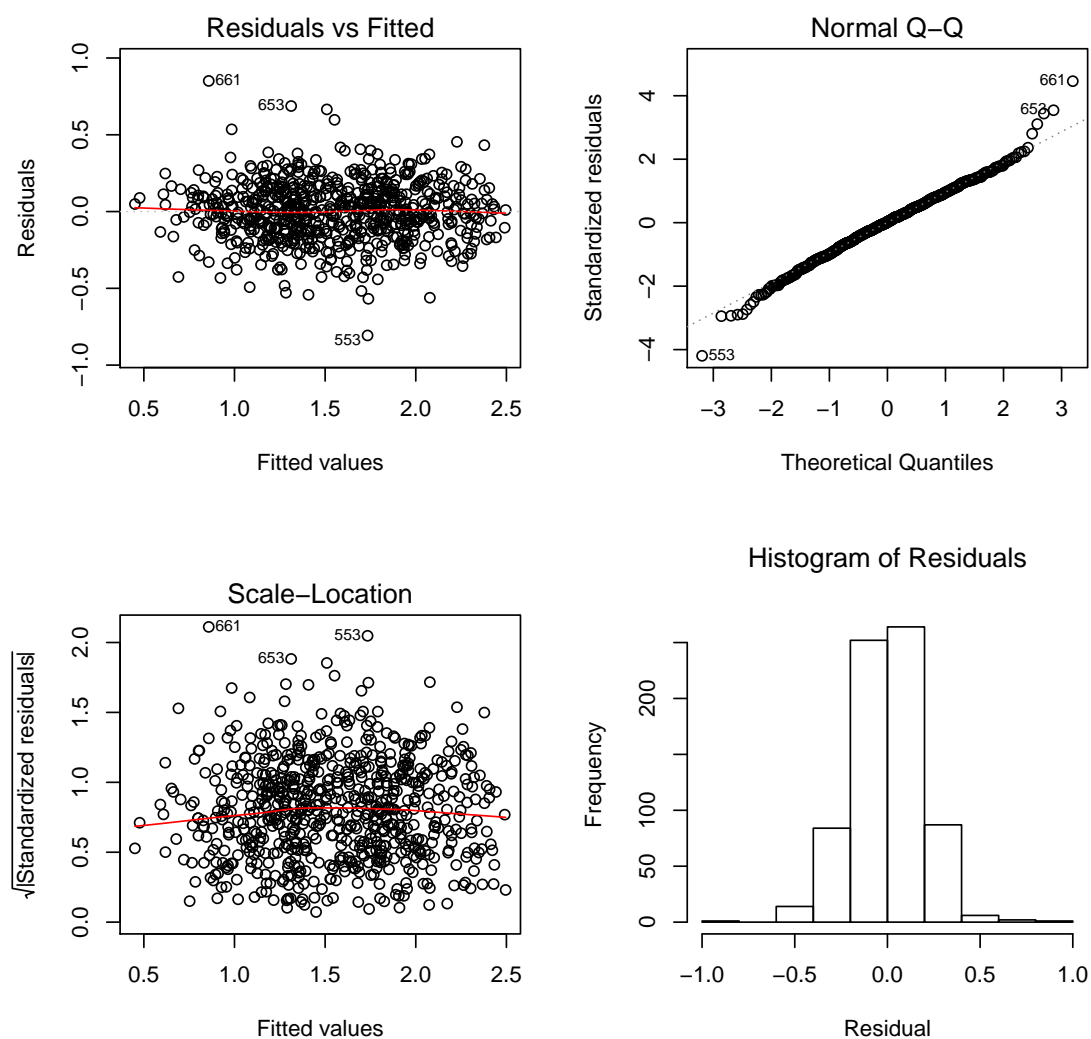 Residuals vs Fitted
Residuals
1.0
0.5
0.0
−0.5
−1.0
661
653
553
0.5 1.0 1.5 2.0 2.5
Fitted values
Normal Q−Q
Standardized residuals
4
2
0
−2
−4
661
653
553
−3 −2 −1 0 1 2 3
Theoretical Quantiles
Scale−Location
√|Standardized residuals|
2.0
1.5
1.0
0.5
0.0
661
553
653
0.5 1.0 1.5 2.0 2.5
Fitted values
Histogram of Residuals
Frequency
200
100
50
0
−1.0 −0.5 0.0 0.5 1.0
Residual